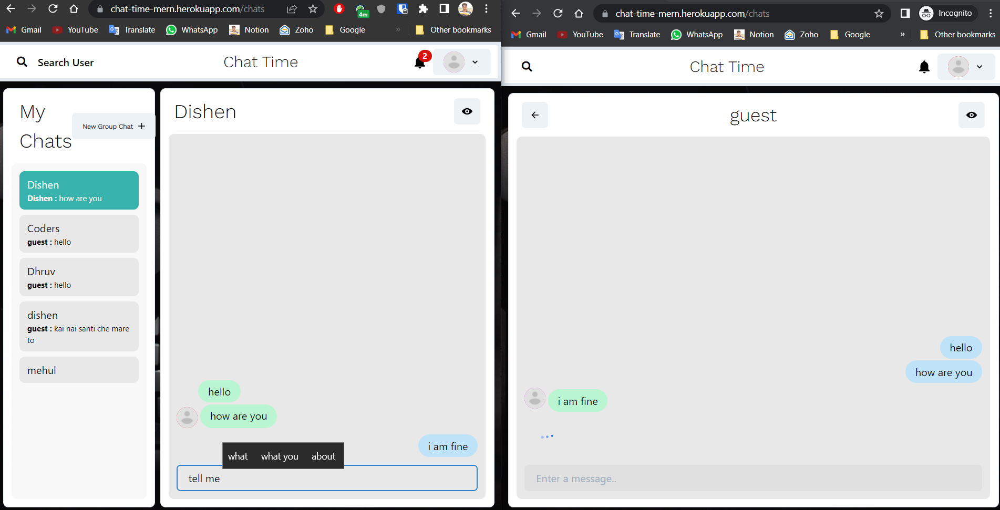 chat-time-mern.herokuapp.com/chats
4m
Gmail
YouTube
Translate
WhatsApp
Notion
Zoho
Google
»
Other bookmarks
Search User
Chat Time
2
My
Chats
New Group Chat +
Dishen
Dishen : how are you
Coders
guest : hello
Dhruv
guest : hello
dishen
guest : kai nai santi che mare
to
mehul
Dishen
hello
how are you
i am fine
what what you about
tell me
chat-time-mern.herokuapp.com/chats
Incognito
Gmail
YouTube
Translate
WhatsApp
Notion
Zoho
Google
»
Other bookmarks
Chat Time
guest
hello
how are you
i am fine
Enter a message..